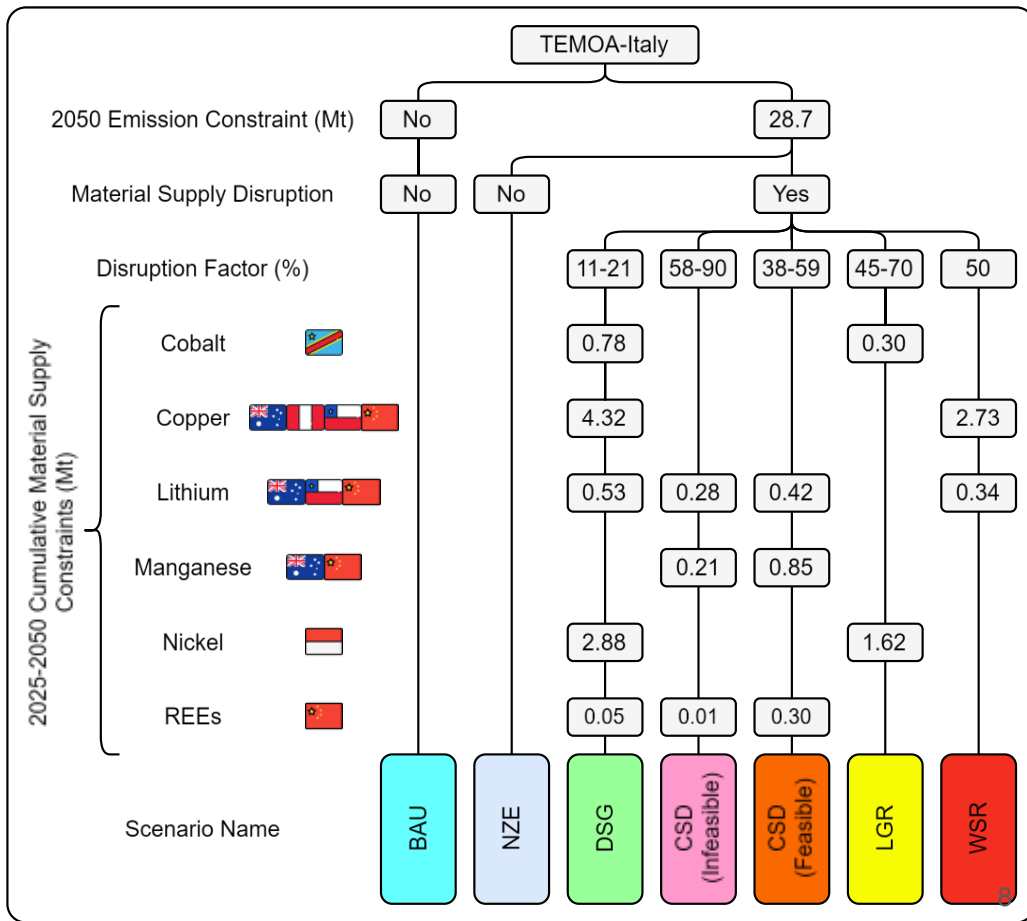 TEMOA-Italy
2050 Emission Constraint (Mt) No 28.7
Material Supply Disruption No No Yes
Disruption Factor (%) 11-21 58-90 38-59 45-70 50
2025-2050 Cumulative Material Supply
Constraints (Mt)
Cobalt 0.78 0.30
Copper 4.32 2.73
Lithium 0.53 0.28 0.42 0.34
Manganese 0.21 0.85
Nickel 2.88 1.62
REEs 0.05 0.01 0.30
Scenario Name BAU NZE DSG CSD
(Infeasible) CSD
(Feasible) LGR WSR
8